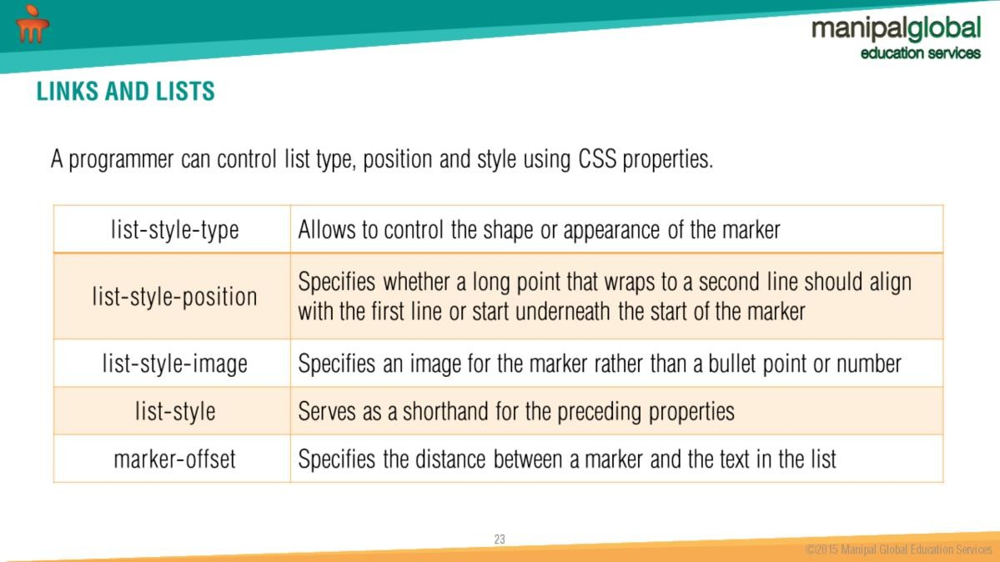 manipalglobal
education services
LINKS AND LISTS
A programmer can control list type, position and style using CSS properties.
list-style-type
Allows to control the shape or appearance of the marker
list-style-position
Specifies whether a long point that wraps to a second line should align
with the first line or start underneath the start of the marker
list-style-image
Specifies an image for the marker rather than a bullet point or number
list-style
Serves as a shorthand for the preceding properties
marker-offset
Specifies the distance between a marker and the text in the list
23
©2015 Manipal Global Education Services